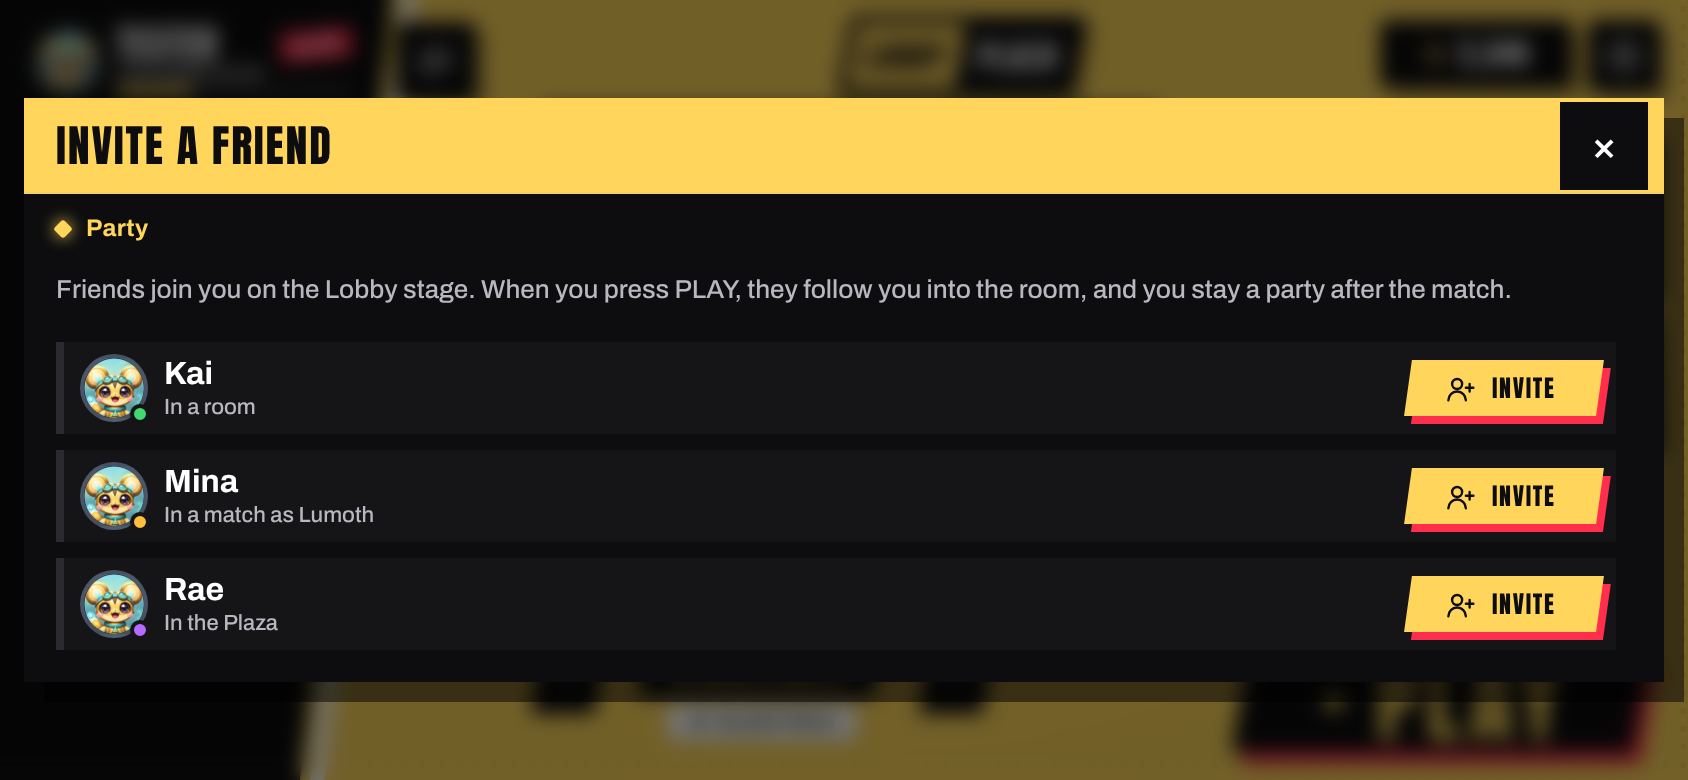 INVITE A FRIEND
Party
Friends join you on the Lobby stage. When you press PLAY, they follow you into the room, and you stay a party after the match.
Kai
In a room
INVITE
Mina
In a match as Lumoth
INVITE
Rae
In the Plaza
INVITE